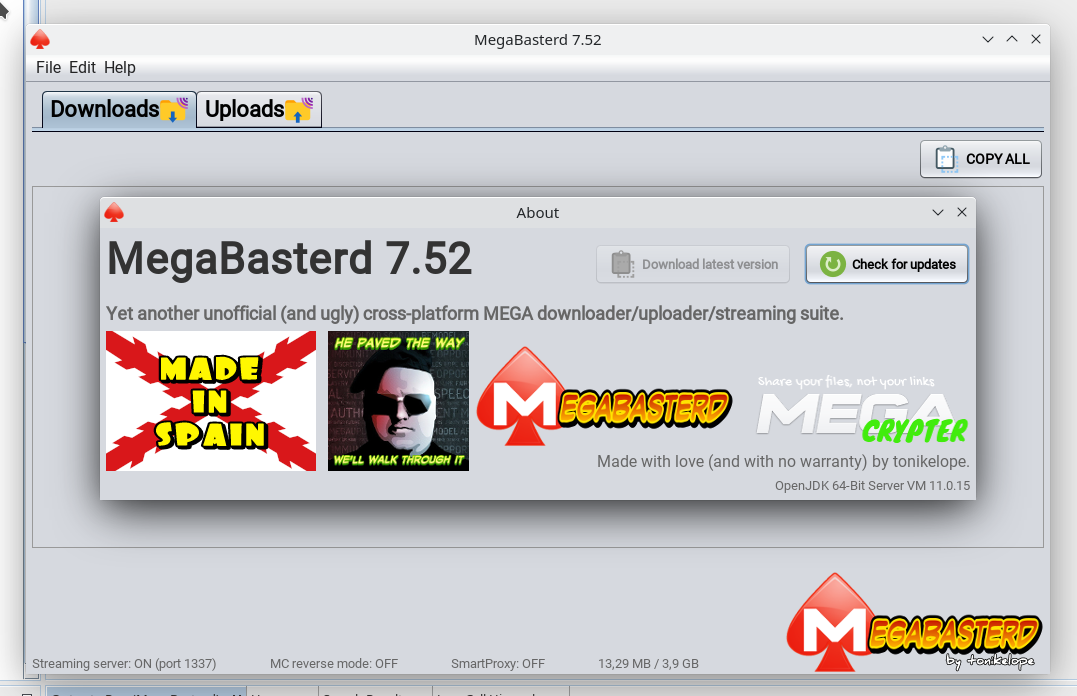 MegaBasterd 7.52
File Edit Help
Downloads Uploads
COPY ALL
About
MegaBasterd 7.52
Download latest version
Check for updates
Yet another unofficial (and ugly) cross-platform MEGA downloader/uploader/streaming suite.
MADE
IN
SPAIN
HE PAVED THE WAY
WE'LL WALK THROUGH IT
MEGABASTERD
Share your files, not your links
MEGA
CRYPTER
Made with love (and with no warranty) by tonikelope.
OpenJDK 64-Bit Server VM 11.0.15
MEGABASTERD
by tonikelope
Streaming server: ON (port 1337) MC reverse mode: OFF SmartProxy: OFF 13,29 MB / 3,9 GB